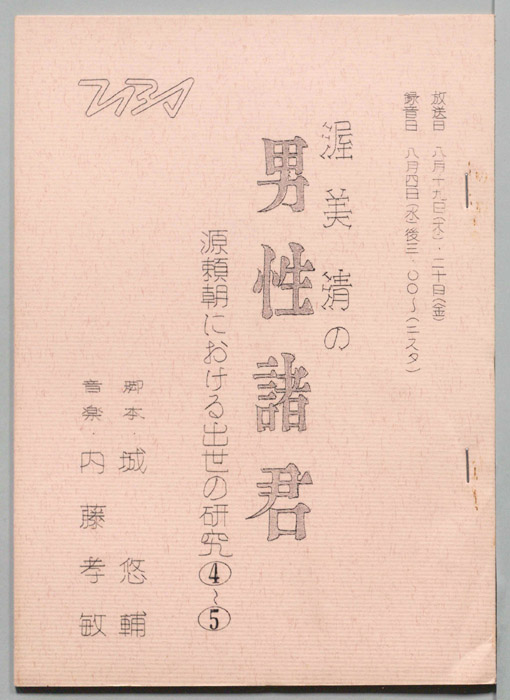 放送日 八月十九日(木)・二十日(金)
録音日 八月四日(水)後三・〇〇〜(ニスタ)
渥美清の
男性諸君
源頼朝における出世の研究④〜⑤
脚本・城悠輔
音楽・内藤孝敏
TBS